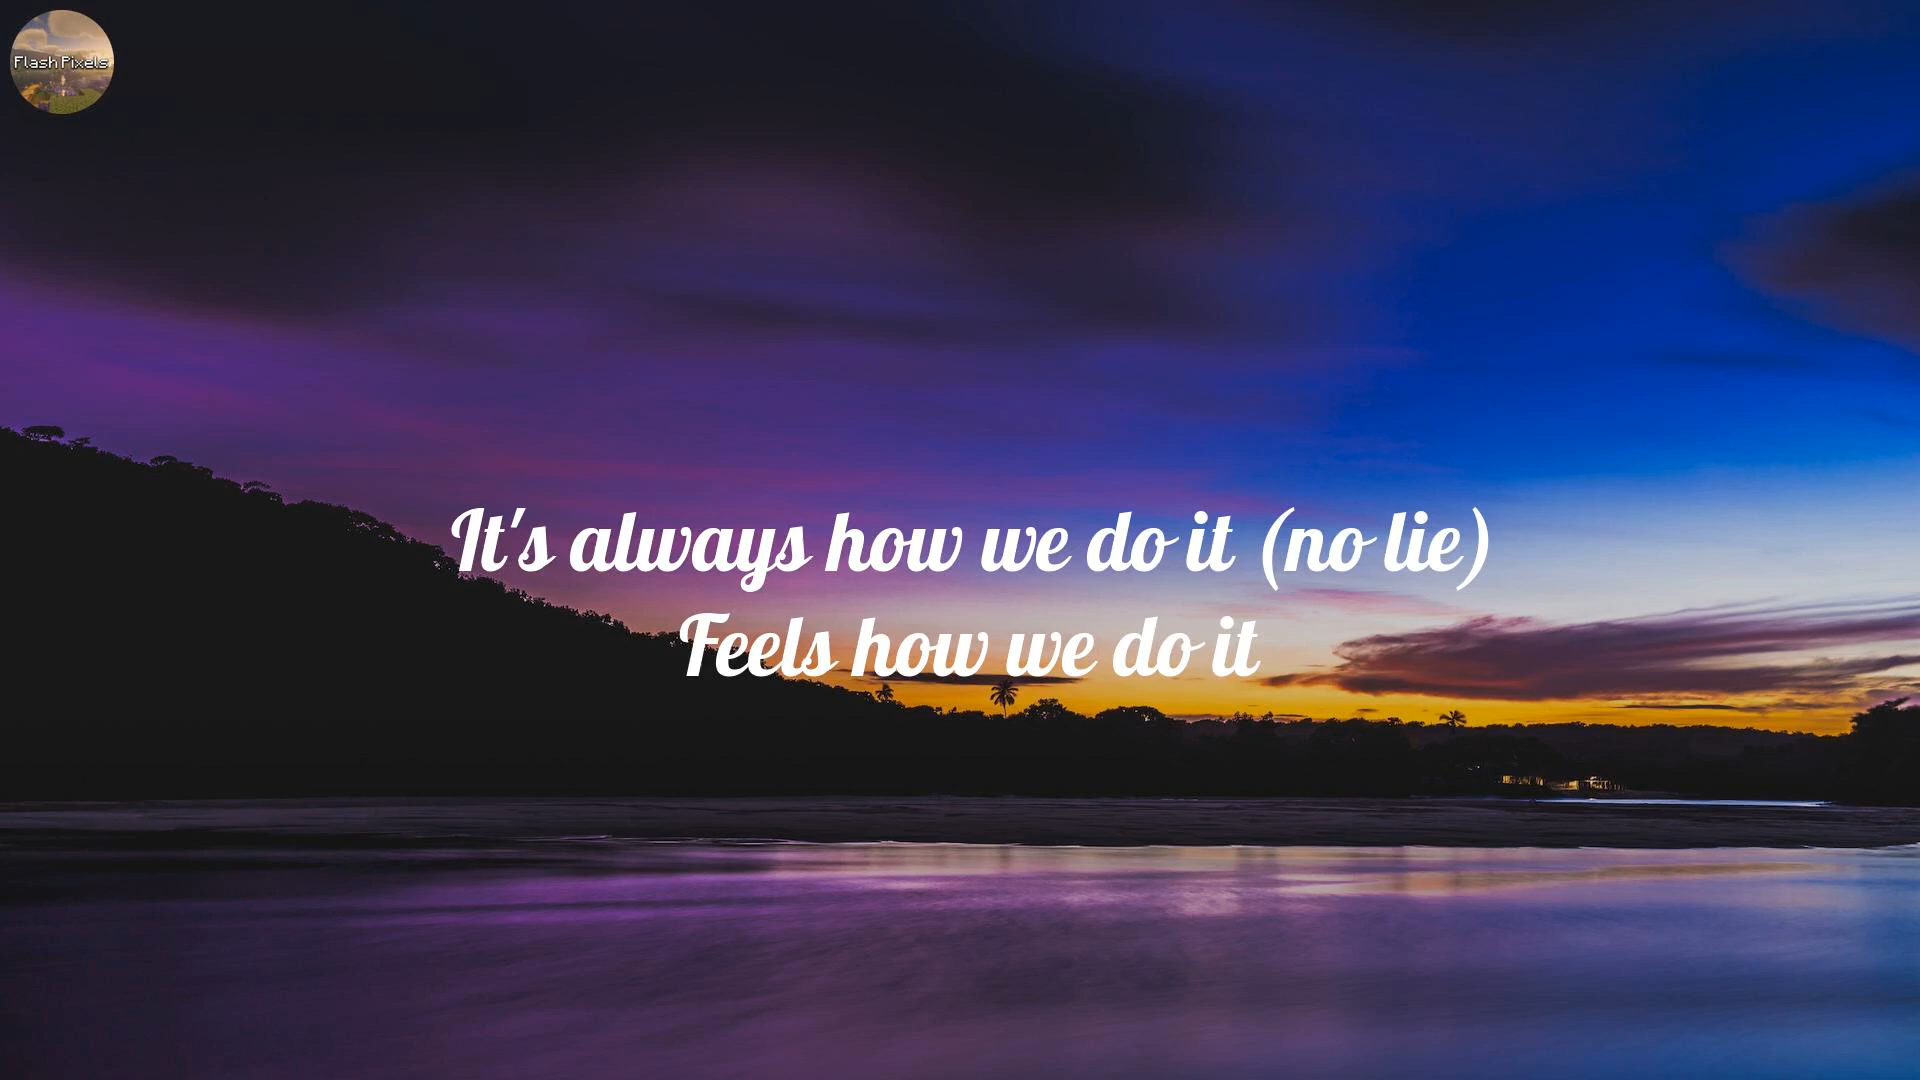 Flash Pixels
It's always how we do it (no lie)
Feels how we do it